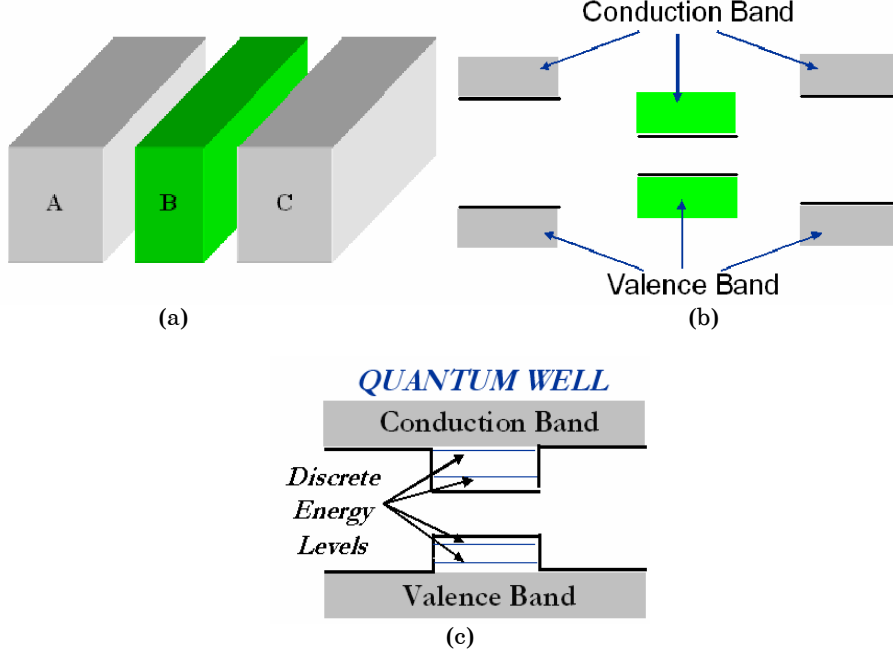 Conduction Band
A
B
C
Valence Band
(a)
(b)
QUANTUM WELL
Conduction Band
Discrete
Energy
Levels
Valence Band
(c)